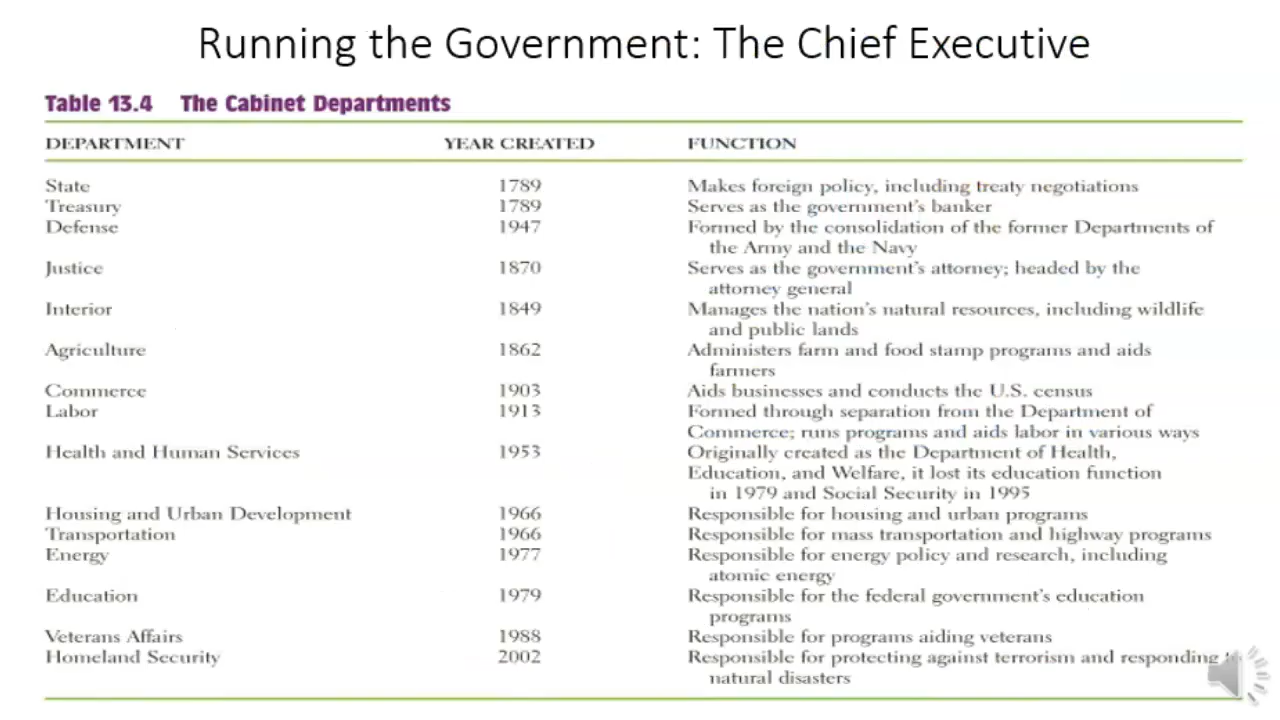 Running the Government: The Chief Executive
Table 13.4 The Cabinet Departments
DEPARTMENT YEAR CREATED FUNCTION
State 1789 Makes foreign policy, including treaty negotiations
Treasury 1789 Serves as the government's banker
Defense 1947 Formed by the consolidation of the former Departments of
the Army and the Navy
Justice 1870 Serves as the government's attorney; headed by the
attorney general
Interior 1849 Manages the nation's natural resources, including wildlife
and public lands
Agriculture 1862 Administers farm and food stamp programs and aids
farmers
Commerce 1903 Aids businesses and conducts the U.S. census
Labor 1913 Formed through separation from the Department of
Commerce; runs programs and aids labor in various ways
Health and Human Services 1953 Originally created as the Department of Health,
Education, and Welfare, it lost its education function
in 1979 and Social Security in 1995
Housing and Urban Development 1966 Responsible for housing and urban programs
Transportation 1966 Responsible for mass transportation and highway programs
Energy 1977 Responsible for energy policy and research, including
atomic energy
Education 1979 Responsible for the federal government's education
programs
Veterans Affairs 1988 Responsible for programs aiding veterans
Homeland Security 2002 Responsible for protecting against terrorism and responding
natural disasters